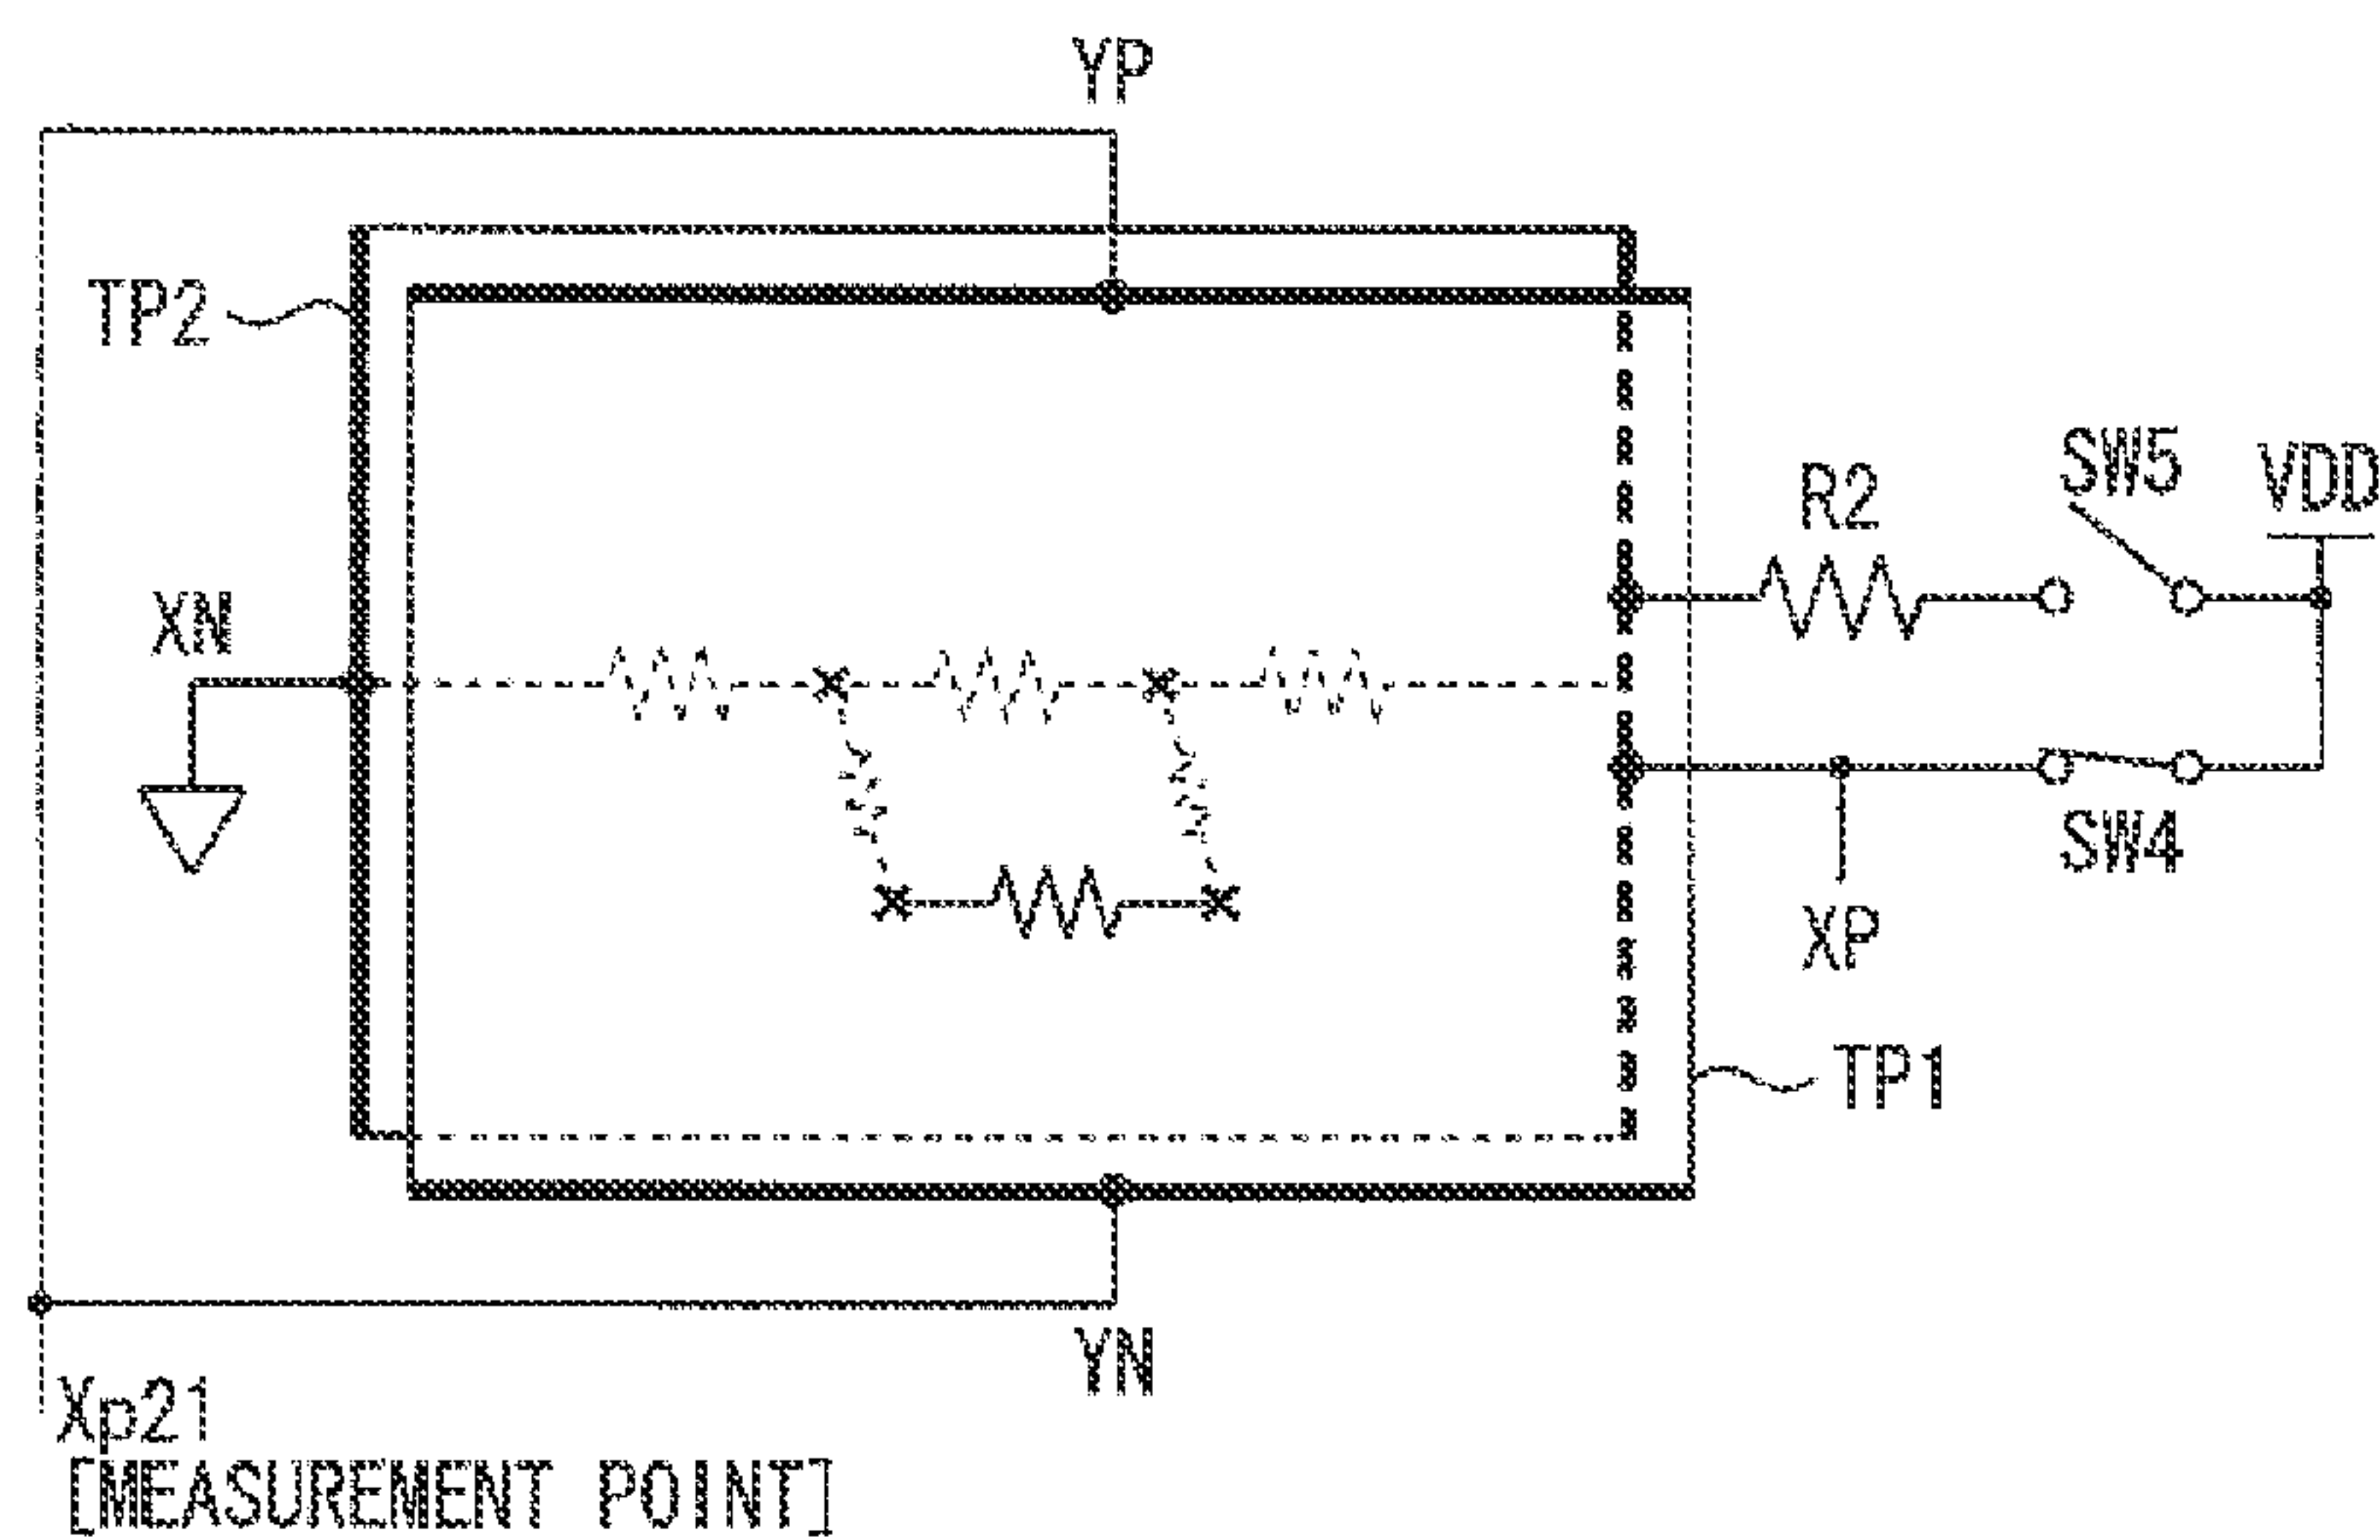 YP
TP2
SW5
VDD
R2
XN
SW4
XP
TP1
YN
Xp21
[MEASUREMENT POINT]